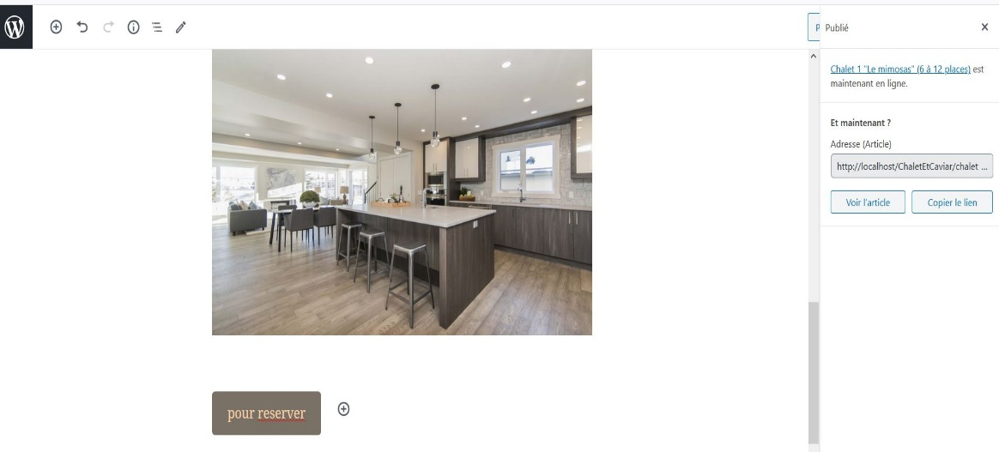 P
Publié
Chalet 1 "Le mimosas" (6 à 12 places) est
maintenant en ligne.
Et maintenant ?
Adresse (Article)
http://localhost/ChaletEtCaviar/chalet ...
Voir l'article
Copier le lien
pour reserver